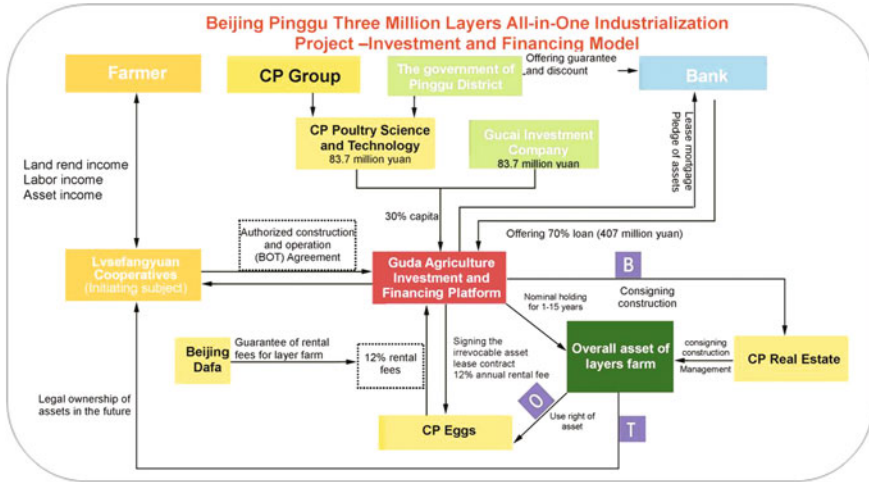 Beijing Pinggu Three Million Layers All-in-One Industrialization
Project –Investment and Financing Model
Farmer
CP Group
The government of
Pinggu District
Offering guarantee
and discount
Bank
CP Poultry Science
and Technology
83.7 million yuan
Gucai Investment
Company
83.7 million yuan
Lease mortgage
Pledge of assets
Land rend income
Labor income
Asset income
30% capita
Offering 70% loan (407 million yuan)
Authorized construction
and operation
(BOT) Agreement
Lvsefangyuan
Cooperatives
(Initiating subject)
Guda Agriculture
Investment and
Financing Platform
B
Consigning
construction
Nominal holding
for 1-15 years
Beijing
Dafa
Guarantee of rental
fees for layer farm
12% rental
fees
Signing the
irrevocable asset
lease contract
12% annual rental fee
Overall asset of
layers farm
consigning
construction
Management
CP Real Estate
Legal ownership of
assets in the future
CP Eggs
O
Use right of
asset
T